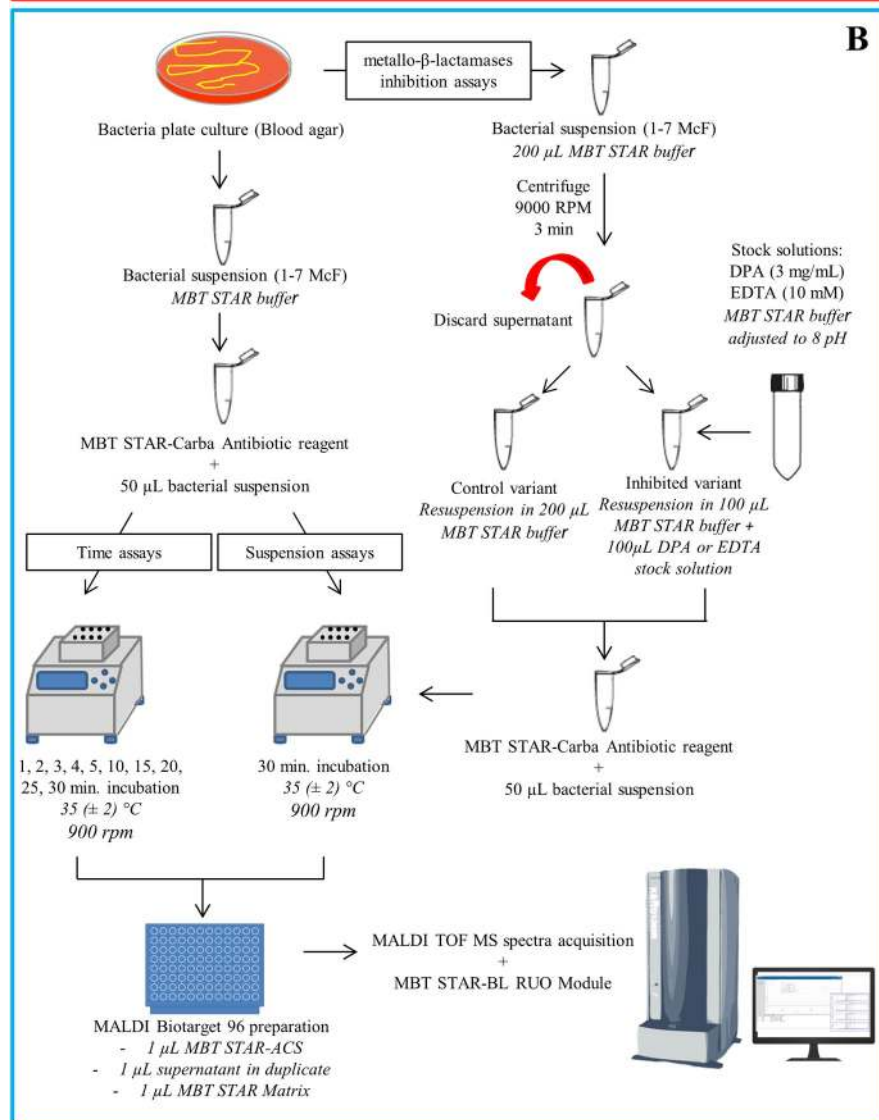 B
metallo-β-lactamases
inhibition assays
Bacteria plate culture (Blood agar)
Bacterial suspension (1-7 McF)
200 µL MBT STAR buffer
Centrifuge
9000 RPM
3 min
Bacterial suspension (1-7 McF)
MBT STAR buffer
Discard supernatant
Stock solutions:
DPA (3 mg/mL)
EDTA (10 mM)
MBT STAR buffer
adjusted to 8 pH
MBT STAR-Carba Antibiotic reagent
+
50 µL bacterial suspension
Control variant
Resuspension in 200 µL
MBT STAR buffer
Inhibited variant
Resuspension in 100 µL
MBT STAR buffer +
100µL DPA or EDTA
stock solution
Time assays
Suspension assays
1, 2, 3, 4, 5, 10, 15, 20,
25, 30 min. incubation
35 (± 2) °C
900 rpm
30 min. incubation
35 (± 2) °C
900 rpm
MBT STAR-Carba Antibiotic reagent
+
50 µL bacterial suspension
MALDI Biotarget 96 preparation
- 1 µL MBT STAR-ACS
- 1 µL supernatant in duplicate
- 1 µL MBT STAR Matrix
MALDI TOF MS spectra acquisition
+
MBT STAR-BL RUO Module